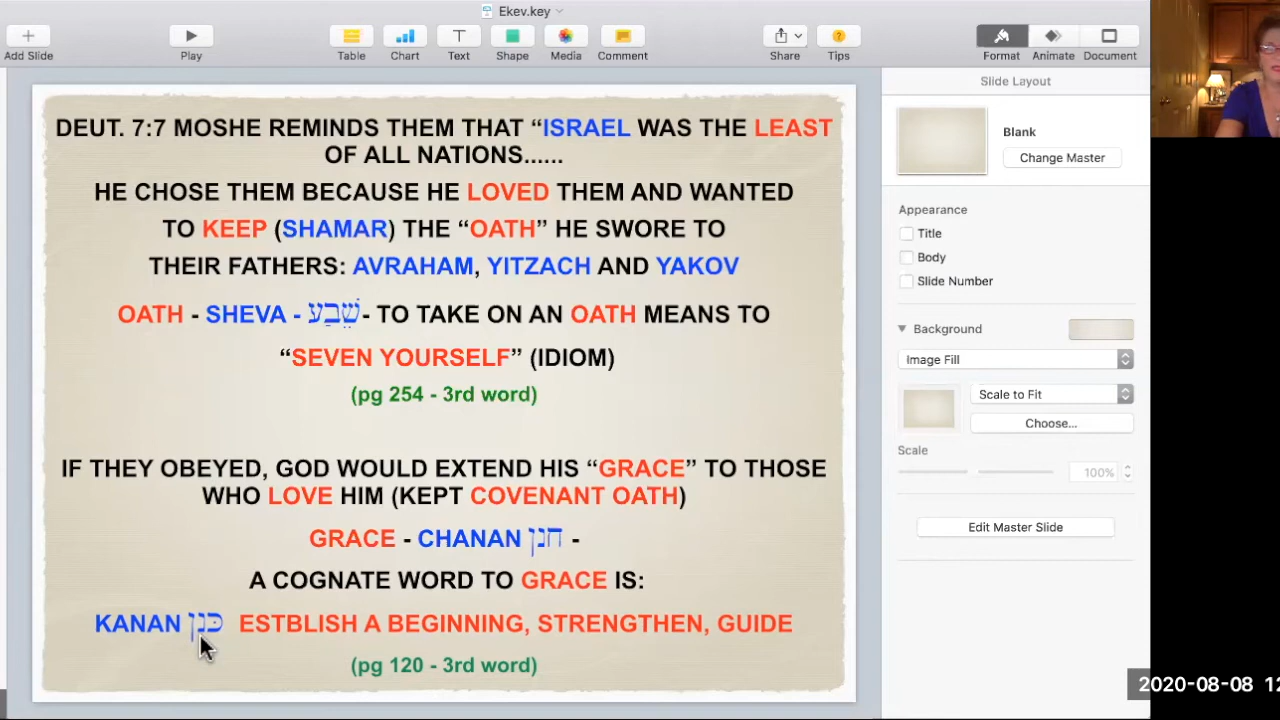 Ekev.key
Add Slide
Play
Table
Chart
Text
Shape
Media
Comment
Share
Tips
Format
Animate
Document
DEUT. 7:7 MOSHE REMINDS THEM THAT “ISRAEL WAS THE LEAST
OF ALL NATIONS......
HE CHOSE THEM BECAUSE HE LOVED THEM AND WANTED
TO KEEP (SHAMAR) THE “OATH” HE SWORE TO
THEIR FATHERS: AVRAHAM, YITZACH AND YAKOV
OATH - SHEVA - שֵׁבַע- TO TAKE ON AN OATH MEANS TO
“SEVEN YOURSELF” (IDIOM)
(pg 254 - 3rd word)
IF THEY OBEYED, GOD WOULD EXTEND HIS “GRACE” TO THOSE
WHO LOVE HIM (KEPT COVENANT OATH)
GRACE - CHANAN חנן -
A COGNATE WORD TO GRACE IS:
KANAN כּנן ESTBLISH A BEGINNING, STRENGTHEN, GUIDE
(pg 120 - 3rd word)
Slide Layout
Blank
Change Master
Appearance
Title
Body
Slide Number
Background
Image Fill
Scale to Fit
Choose...
Scale
100%
Edit Master Slide
2020-08-08 12